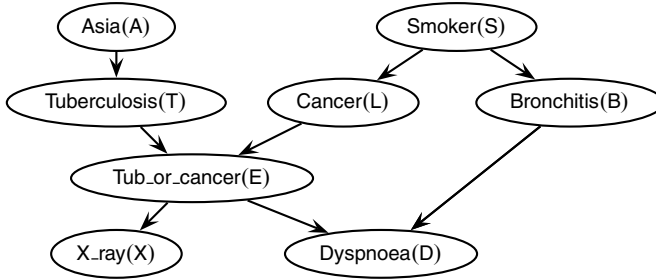 Asia(A) Smoker(S)
Tuberculosis(T) Cancer(L) Bronchitis(B)
Tub_or_cancer(E)
X_ray(X) Dyspnoea(D)